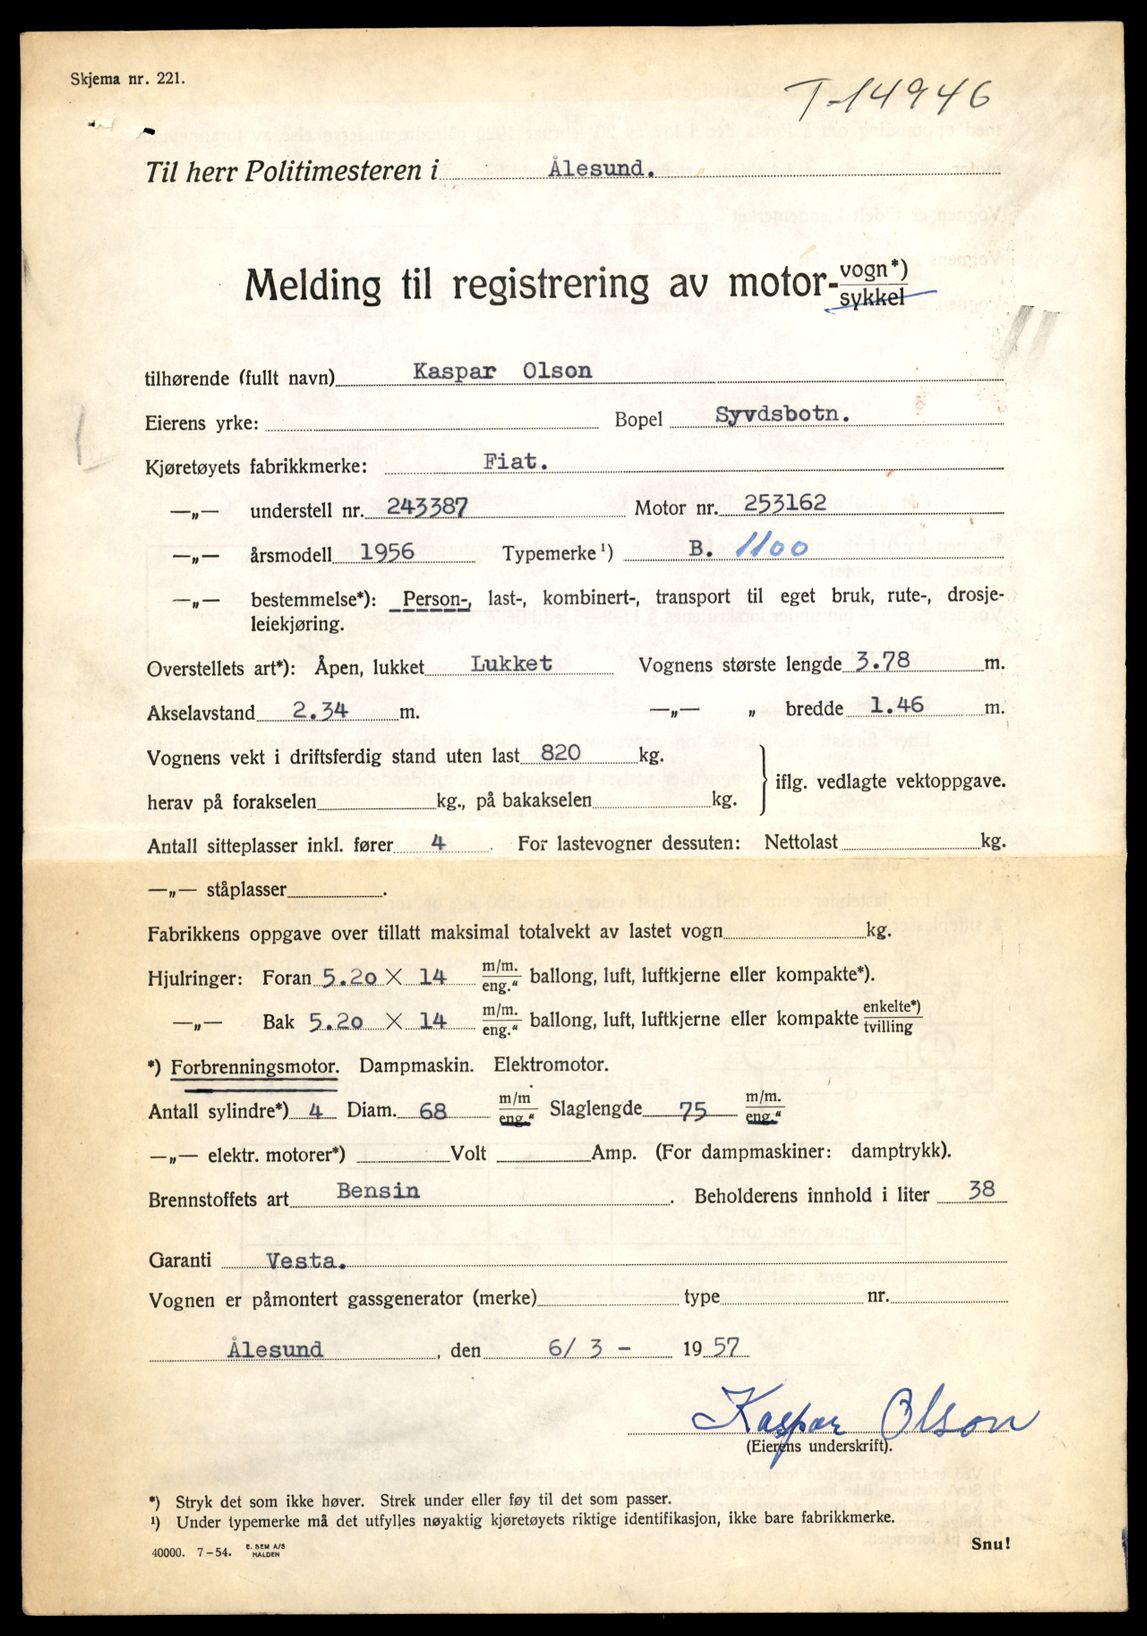 Skjema nr. 221.
T-14946
Til herr Politimesteren i Ålesund.
Melding til registrering av motor- vogn*)
sykkel
tilhørende (fullt navn) Kaspar Olson
Eierens yrke: Bopel Syvdsbotn.
Kjøretøyets fabrikkmerke: Fiat.
—„— understell nr. 243387 Motor nr. 253162
—„— årsmodell 1956 Typemerke ¹) B. 1100
—„— bestemmelse*): Person-, last-, kombinert-, transport til eget bruk, rute-, drosje-
leiekjøring.
Overstellets art*): Åpen, lukket Lukket Vognens største lengde 3.78 m.
Akselavstand 2.34 m. —„— „ bredde 1.46 m.
Vognens vekt i driftsferdig stand uten last 820 kg.
iflg. vedlagte vektoppgave.
herav på forakselen kg., på bakakselen kg.
Antall sitteplasser inkl. fører 4 . For lastevogner dessuten: Nettolast kg.
—„— ståplasser .
Fabrikkens oppgave over tillatt maksimal totalvekt av lastet vogn kg.
Hjulringer: Foran 5.20 X 14 m/m. eng.“ ballong, luft, luftkjerne eller kompakte*).
—„— Bak 5.20 X 14 m/m. eng.“ ballong, luft, luftkjerne eller kompakte enkelte*) tvilling
*) Forbrenningsmotor. Dampmaskin. Elektromotor.
Antall sylindre*) 4 Diam. 68 m/m eng.“ Slaglengde 75 m/m. eng.“
—„— elektr. motorer*) Volt Amp. (For dampmaskiner: damptrykk).
Brennstoffets art Bensin . Beholderens innhold i liter 38
Garanti Vesta.
Vognen er påmontert gassgenerator (merke) type nr.
Ålesund , den 6/ 3 - 19 57
Kaspar Olson
(Eierens underskrift).
*) Stryk det som ikke høver. Strek under eller føy til det som passer.
¹) Under typemerke må det utfylles nøyaktig kjøretøyets riktige identifikasjon, ikke bare fabrikkmerke.
40000. 7-54. E. SEM A/S
HALDEN
Snu!